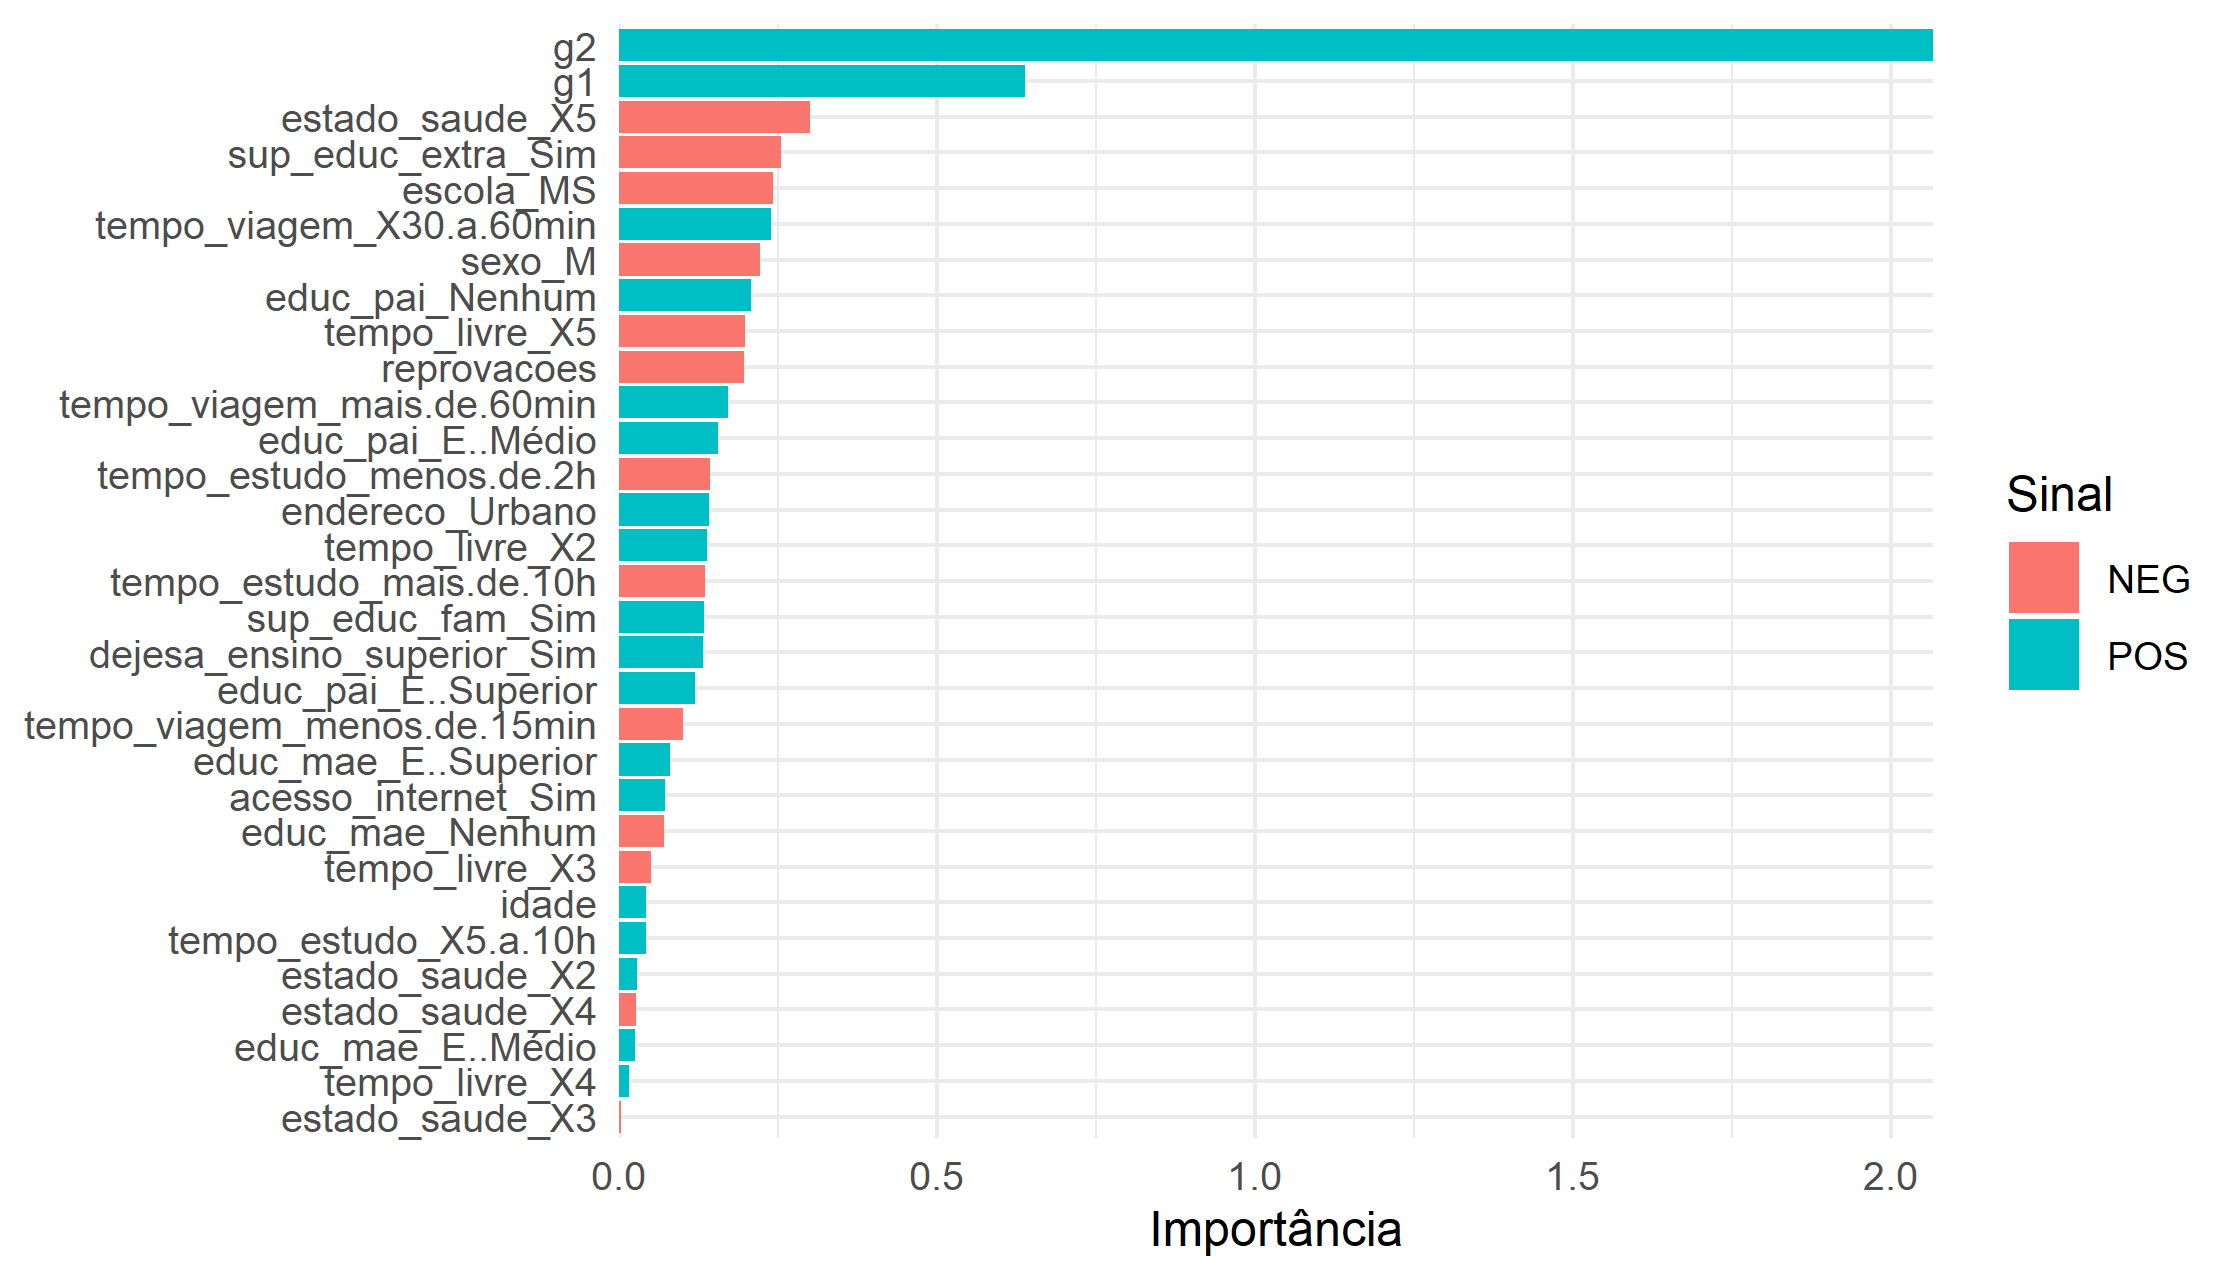 g2
g1
estado_saude_X5
sup_educ_extra_Sim
escola_MS
tempo_viagem_X30.a.60min
sexo_M
educ_pai_Nenhum
tempo_livre_X5
reprovacoes
tempo_viagem_mais.de.60min
educ_pai_E..Médio
tempo_estudo_menos.de.2h
endereco_Urbano
tempo_livre_X2
tempo_estudo_mais.de.10h
sup_educ_fam_Sim
dejesa_ensino_superior_Sim
educ_pai_E..Superior
tempo_viagem_menos.de.15min
educ_mae_E..Superior
acesso_internet_Sim
educ_mae_Nenhum
tempo_livre_X3
idade
tempo_estudo_X5.a.10h
estado_saude_X2
estado_saude_X4
educ_mae_E..Médio
tempo_livre_X4
estado_saude_X3
0.0 0.5 1.0 1.5 2.0
Importância
Sinal
NEG
POS